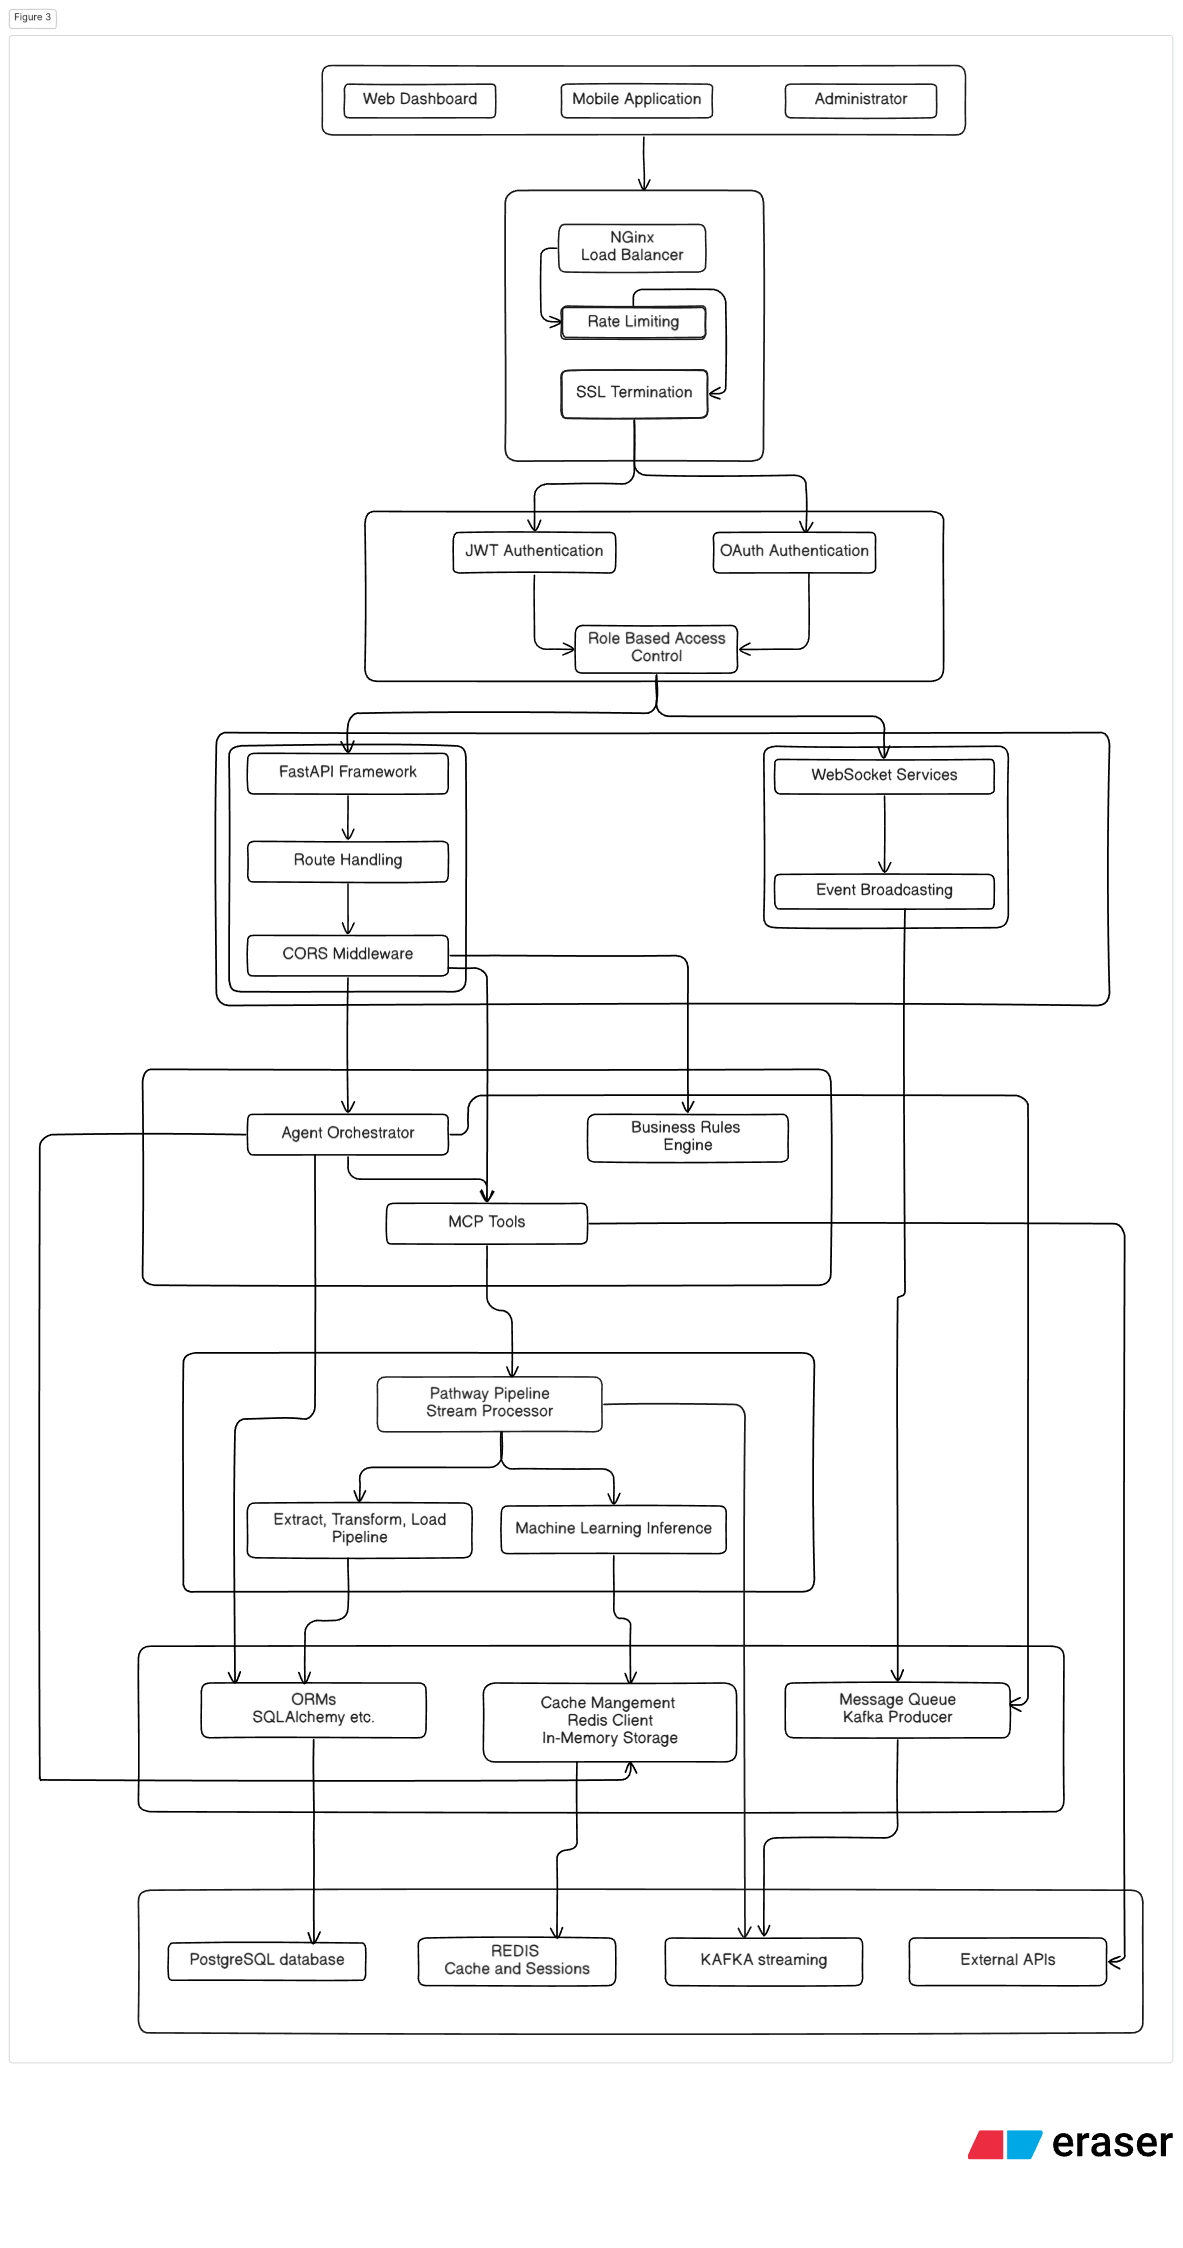 Figure 3
Web Dashboard
Mobile Application
Administrator
NGinx
Load Balancer
Rate Limiting
SSL Termination
JWT Authentication
OAuth Authentication
Role Based Access
Control
FastAPI Framework
WebSocket Services
Route Handling
Event Broadcasting
CORS Middleware
Agent Orchestrator
Business Rules
Engine
MCP Tools
Pathway Pipeline
Stream Processor
Extract, Transform, Load
Pipeline
Machine Learning Inference
ORMs
SQLAlchemy etc.
Cache Mangement
Redis Client
In-Memory Storage
Message Queue
Kafka Producer
PostgreSQL database
REDIS
Cache and Sessions
KAFKA streaming
External APIs
eraser